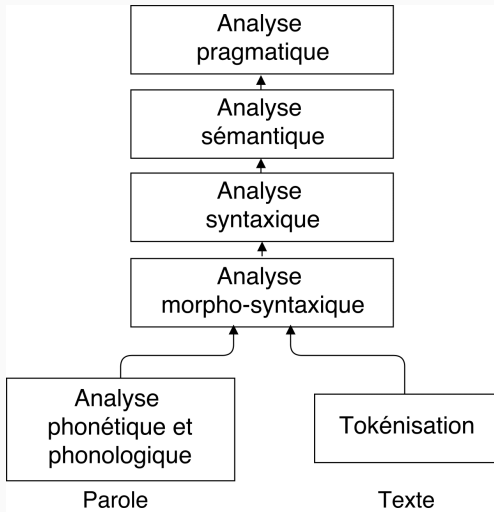 Analyse
pragmatique
Analyse
sémantique
Analyse
syntaxique
Analyse
morpho-syntaxique
Analyse
phonétique et
phonologique
Tokénisation
Parole
Texte